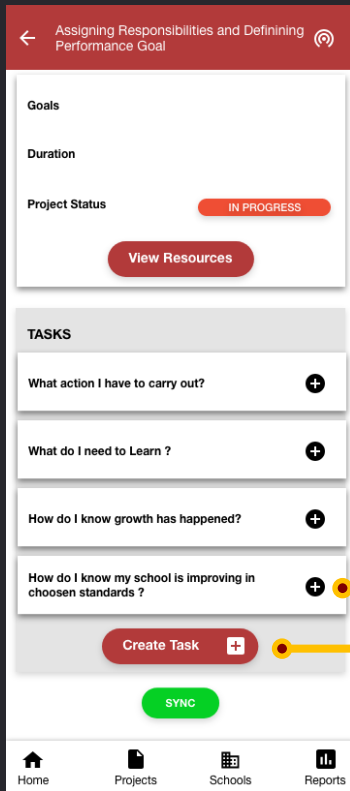 Assigning Responsibilities and Definining
Performance Goal
Goals
Duration
Project Status
IN PROGRESS
View Resources
TASKS
What action I have to carry out?
What do I need to Learn ?
How do I know growth has happened?
How do I know my school is improving in
choosen standards ?
Create Task
SYNC
Home Projects Schools Reports